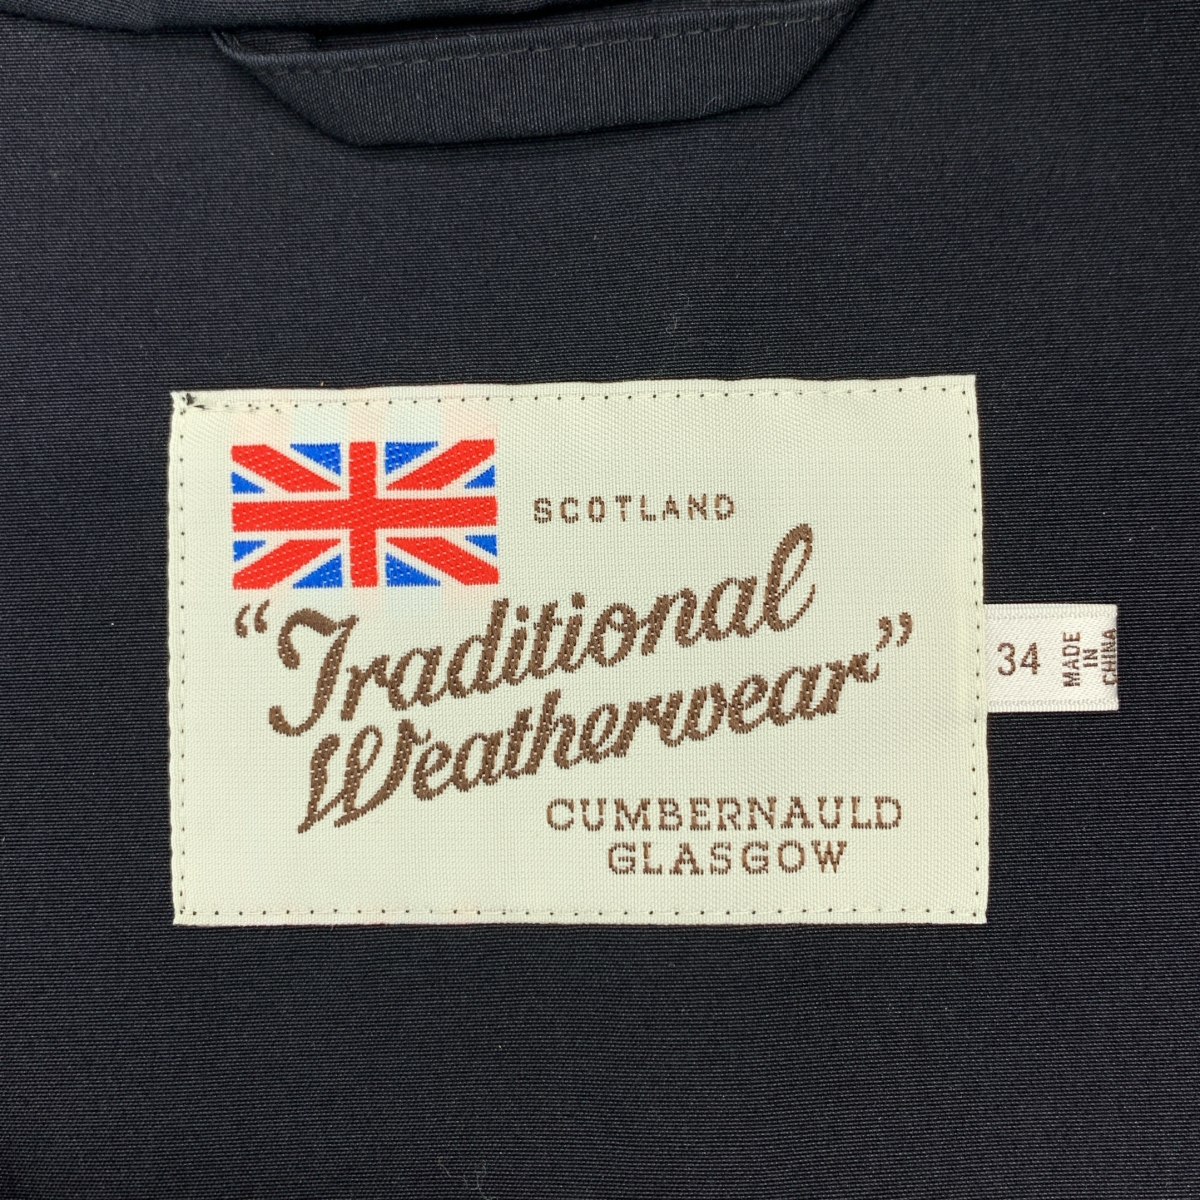 SCOTLAND
“Traditional
Weatherwear”
CUMBERNAULD
GLASGOW
34
MADE
IN
CHINA